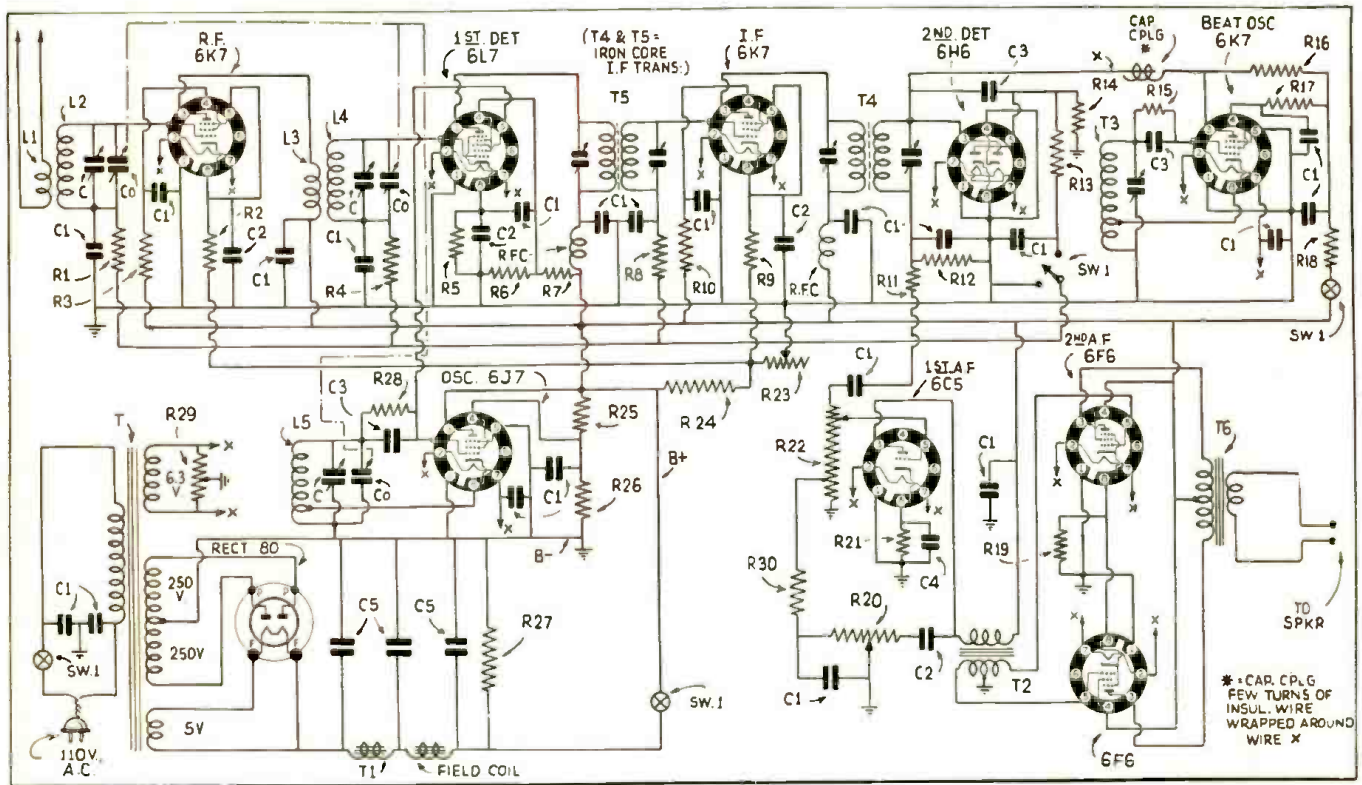 R.F.
6K7
1ST. DET
6L7
(T4 & T5 =
IRON CORE
I.F TRANS:)
I.F
6K7
2ND. DET
6H6
CAP.
CPLG
*
BEAT OSC
6K7
L1
L2
C
Co
C1
C1
R1
R3
R2
C2
L3
C1
L4
C
Co
C1
R4
R5
C2
RFC
R6
C1
R7
T5
C1
R8
C1
R10
R9
C2
R.F.C
T4
C1
R11
R12
C1
C3
R14
R13
SW.1
x
R15
T3
C3
R16
R17
C1
C1
C1
R18
SW.1
T
R29
6.3
V
x
x
RECT 80
250
V
250V
5V
C1
SW.1
110V.
A.C.
L5
C3
R28
OSC. 6J7
C
Co
C1
R25
R26
B-
B+
R24
R23
C5
C5
R27
T1
FIELD COIL
SW.1
C1
R22
1ST A.F
6C5
R21
C4
R30
R20
C1
C2
C1
T2
2ND A.F
6F6
R19
6F6
T6
TO
SPKR
* = CAP. CPLG
FEW TURNS OF
INSUL. WIRE
WRAPPED AROUND
WIRE X